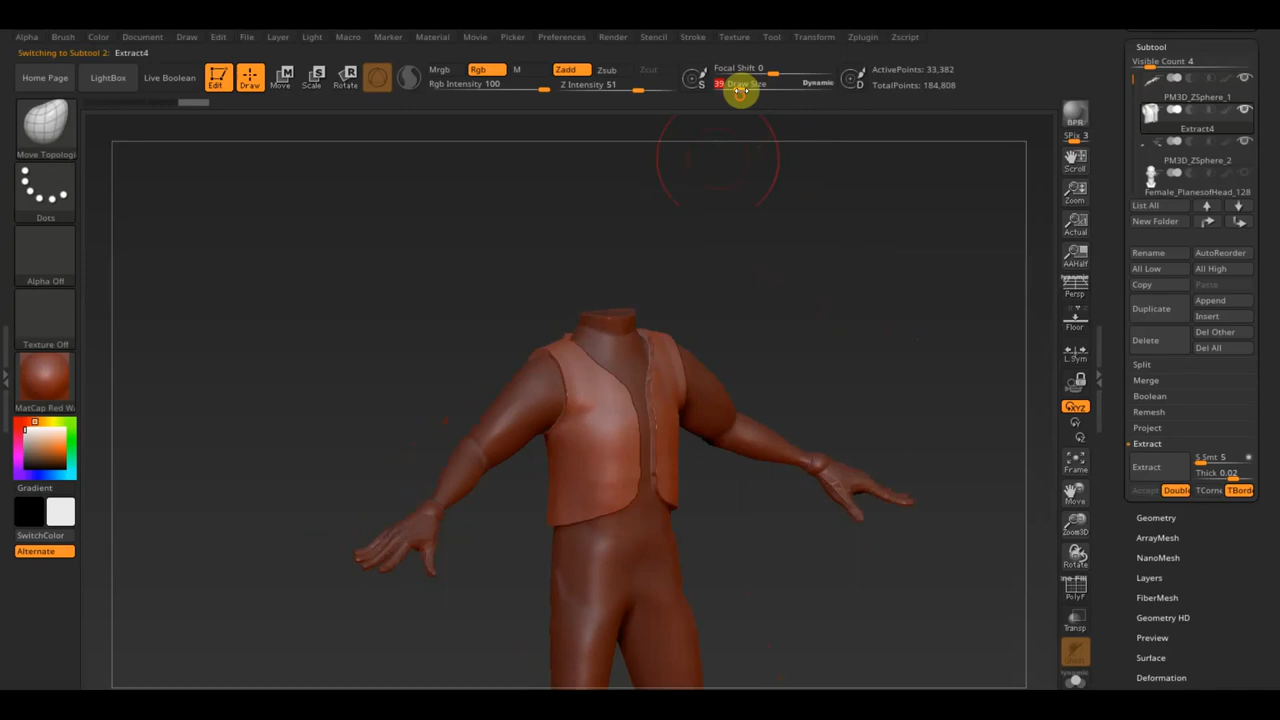 Alpha Brush Color Document Draw Edit File Layer Light Macro Marker Material Movie Picker Preferences Render Stencil Stroke Texture Tool Transform Zplugin Zscript
Switching to Subtool 2: Extract4
Home Page
LightBox
Live Boolean
Edit
Draw
Move
Scale
Rotate
Mrgb
Rgb
M
Rgb Intensity 100
Zadd
Zsub
Zcut
Z Intensity 51
S
Focal Shift 0
39 Draw Size
Dynamic
D
ActivePoints: 33,382
TotalPoints: 184,808
Move Topologi
Dots
Alpha Off
Texture Off
MatCap Red Wa
Gradient
SwitchColor
Alternate
BPR
SPix 3
Scroll
Zoom
Actual
AAHalf
Dynamic
Persp
Floor
L.Sym
XYZ
Frame
Move
Zoom3D
Rotate
PolyF
Transp
Subtool
Visible Count 4
PM3D_ZSphere_1
Extract4
PM3D_ZSphere_2
Female_PlanesofHead_128
List All
New Folder
Rename
AutoReorder
All Low
All High
Copy
Paste
Duplicate
Append
Insert
Delete
Del Other
Del All
Split
Merge
Boolean
Remesh
Project
Extract
Extract
S Smt 5
Thick 0.02
Accept
Double
TCorne
TBorde
Geometry
ArrayMesh
NanoMesh
Layers
FiberMesh
Geometry HD
Preview
Surface
Deformation